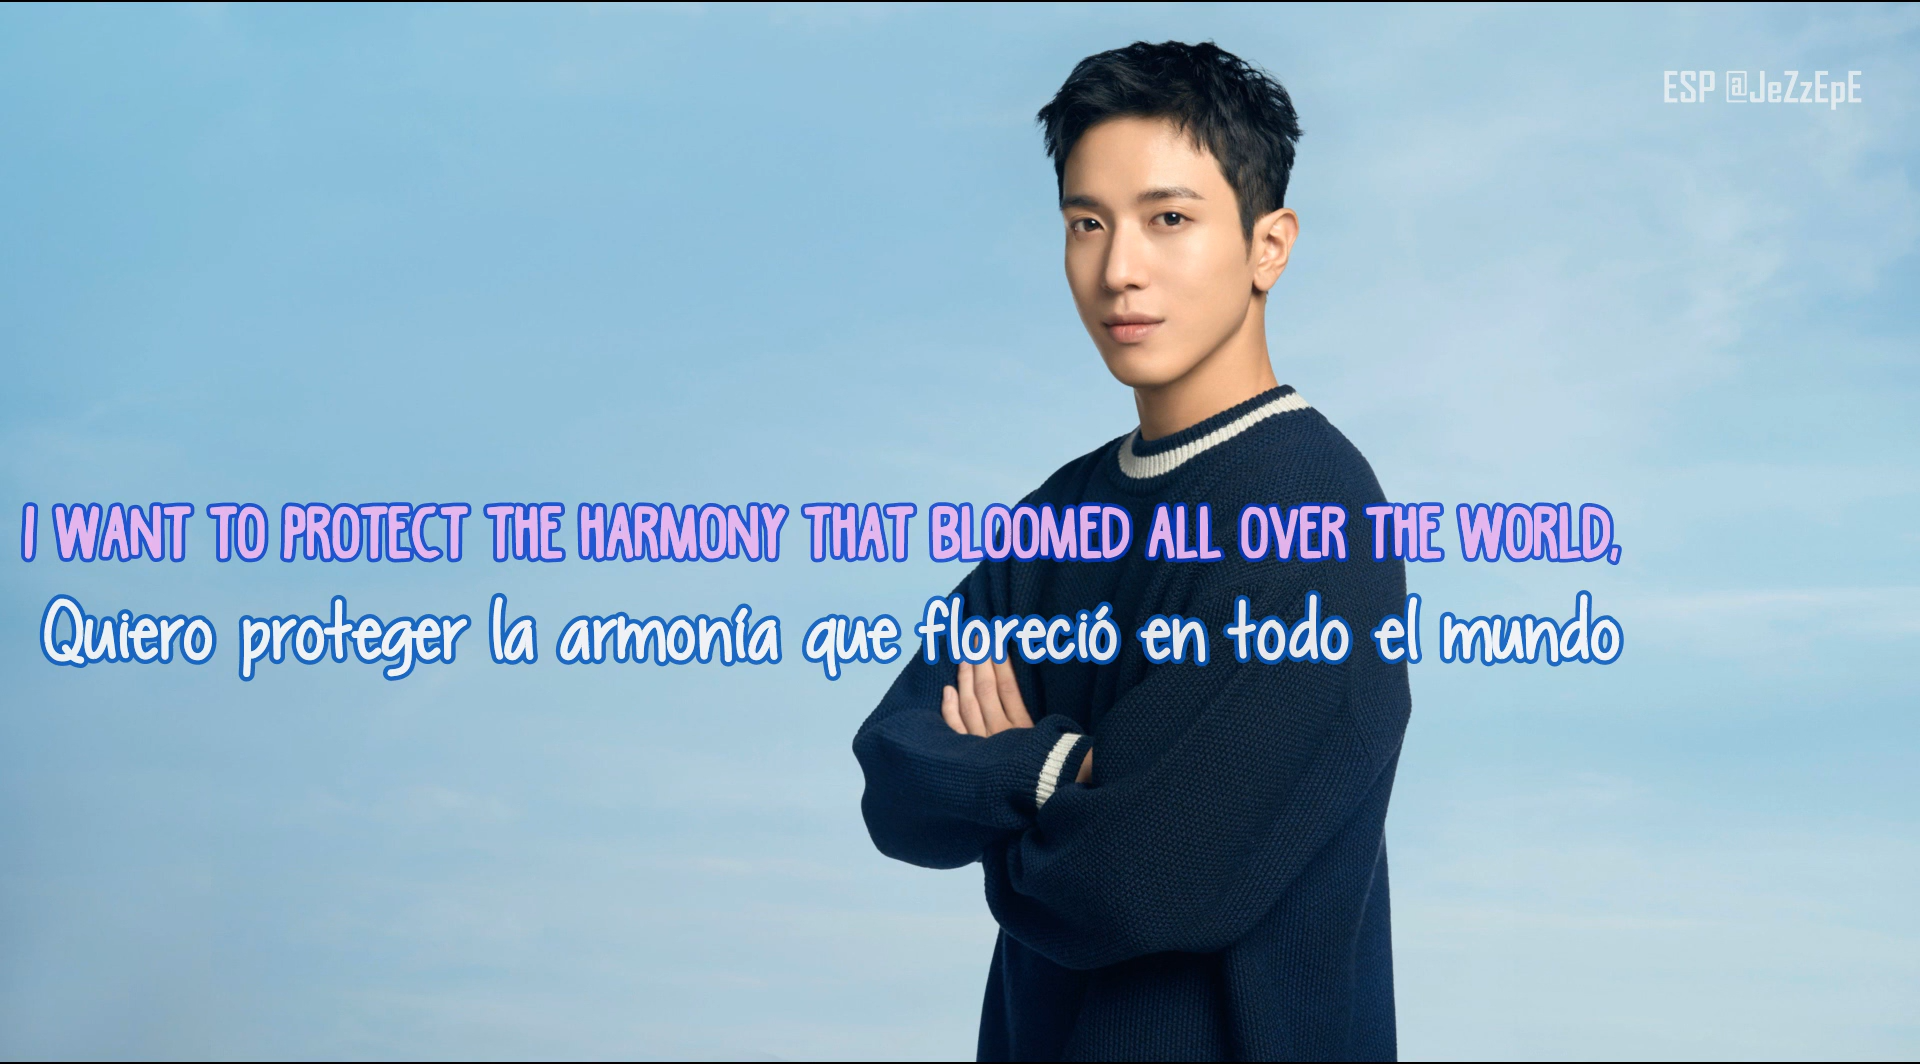 ESP @JeZzEpE
I WANT TO PROTECT THE HARMONY THAT BLOOMED ALL OVER THE WORLD,
Quiero proteger la armonía que floreció en todo el mundo